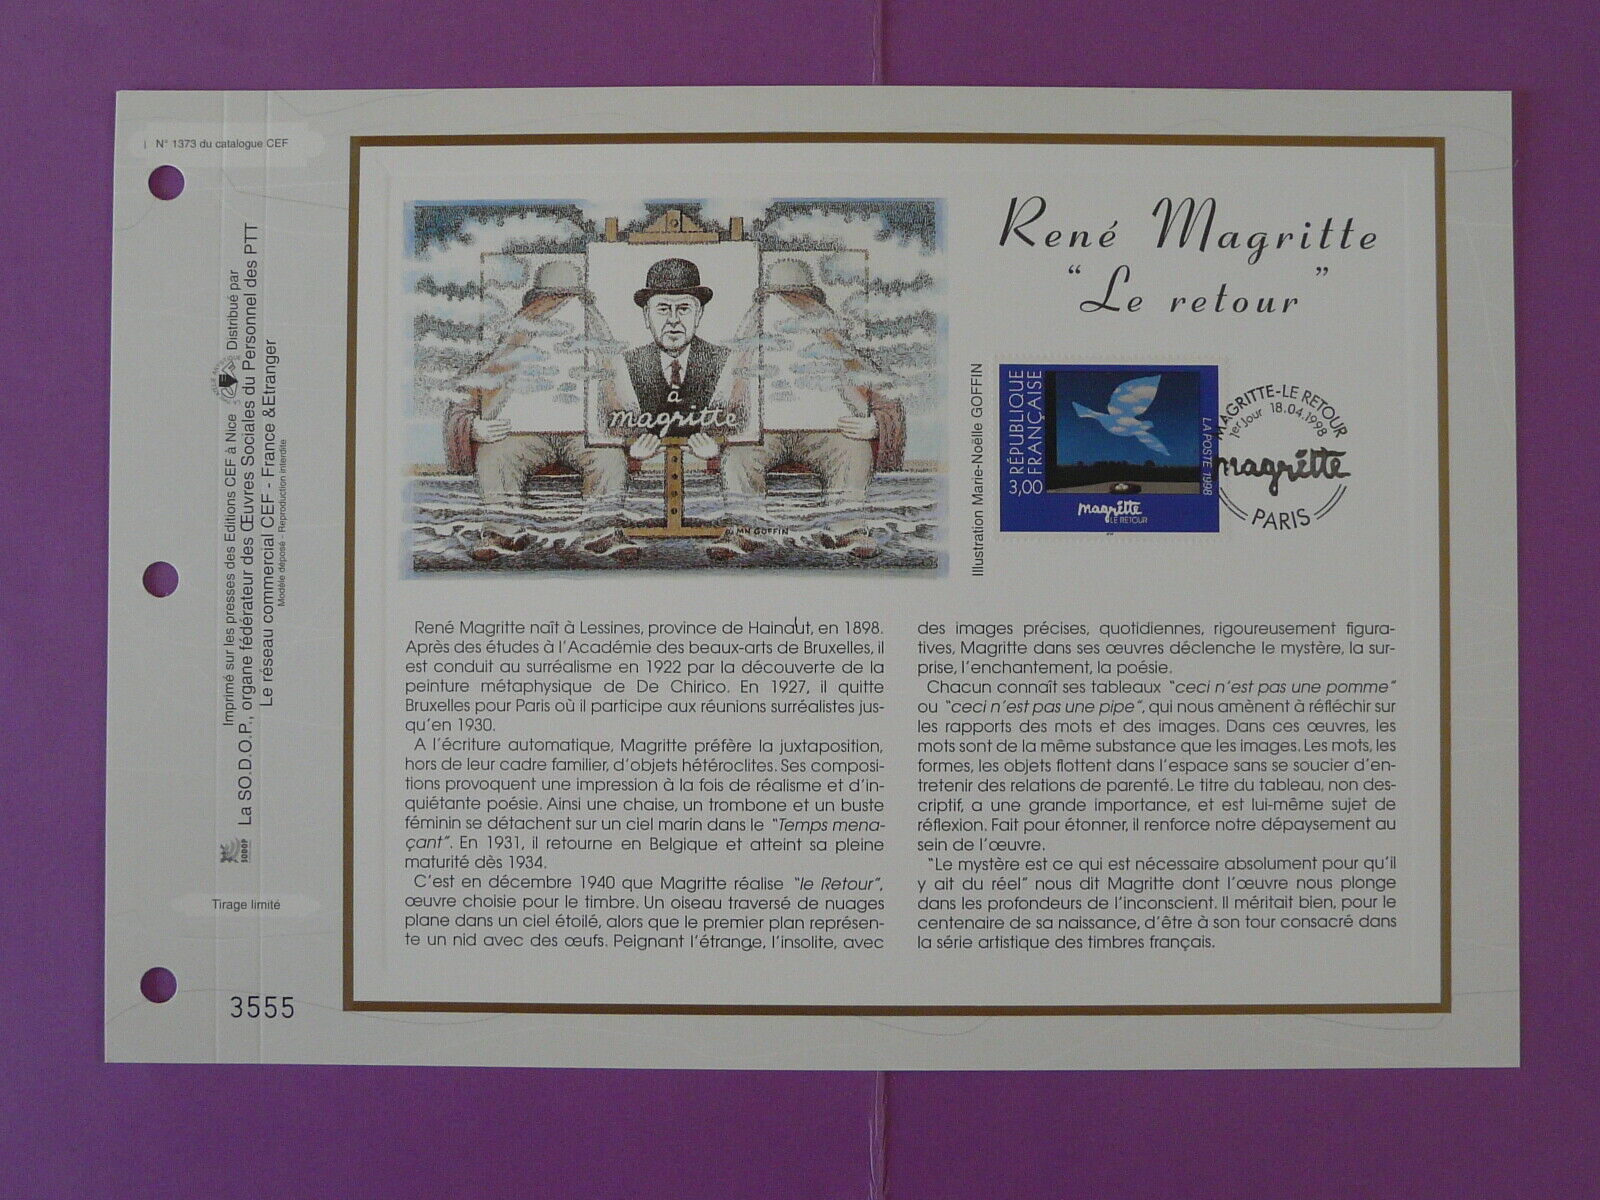 N° 1373 du catalogue CEF
Imprimé sur les presses des Editions CEF à Nice
Distribué par
La SO.D.O.P., organe fédérateur des Œuvres Sociales du Personnel des PTT
Le réseau commercial CEF - France &Etranger
Modèle déposé - Reproduction interdite
SODOP
Tirage limité
3555
à
magritte
MN GOFFIN
René Magritte
“Le retour”
Illustration Marie-Noëlle GOFFIN
RÉPUBLIQUE
FRANÇAISE
3,00
LA POSTE 1998
magritte
LE RETOUR
MAGRITTE-LE RETOUR
1er Jour 18.04.1998
magritte
PARIS
René Magritte naît à Lessines, province de Hainaut, en 1898.
Après des études à l'Académie des beaux-arts de Bruxelles, il
est conduit au surréalisme en 1922 par la découverte de la
peinture métaphysique de De Chirico. En 1927, il quitte
Bruxelles pour Paris où il participe aux réunions surréalistes jus-
qu'en 1930.
A l'écriture automatique, Magritte préfère la juxtaposition,
hors de leur cadre familier, d'objets hétéroclites. Ses composi-
tions provoquent une impression à la fois de réalisme et d'in-
quiétante poésie. Ainsi une chaise, un trombone et un buste
féminin se détachent sur un ciel marin dans le “Temps mena-
çant”. En 1931, il retourne en Belgique et atteint sa pleine
maturité dès 1934.
C'est en décembre 1940 que Magritte réalise “le Retour”,
œuvre choisie pour le timbre. Un oiseau traversé de nuages
plane dans un ciel étoilé, alors que le premier plan représen-
te un nid avec des œufs. Peignant l'étrange, l'insolite, avec
des images précises, quotidiennes, rigoureusement figura-
tives, Magritte dans ses œuvres déclenche le mystère, la sur-
prise, l'enchantement, la poésie.
Chacun connaît ses tableaux “ceci n'est pas une pomme”
ou “ceci n'est pas une pipe”, qui nous amènent à réfléchir sur
les rapports des mots et des images. Dans ces œuvres, les
mots sont de la même substance que les images. Les mots, les
formes, les objets flottent dans l'espace sans se soucier d'en-
tretenir des relations de parenté. Le titre du tableau, non des-
criptif, a une grande importance, et est lui-même sujet de
réflexion. Fait pour étonner, il renforce notre dépaysement au
sein de l'œuvre.
“Le mystère est ce qui est nécessaire absolument pour qu'il
y ait du réel” nous dit Magritte dont l'œuvre nous plonge
dans les profondeurs de l'inconscient. Il méritait bien, pour le
centenaire de sa naissance, d'être à son tour consacré dans
la série artistique des timbres français.